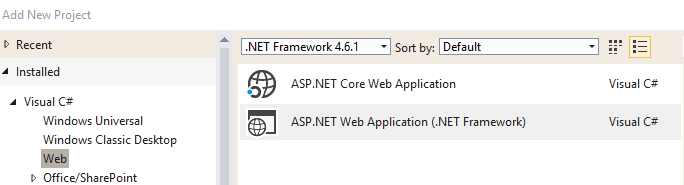 Add New Project
Recent
.NET Framework 4.6.1 Sort by: Default
Installed
ASP.NET Core Web Application Visual C#
Visual C#
Windows Universal
ASP.NET Web Application (.NET Framework) Visual C#
Windows Classic Desktop
Web
Office/SharePoint